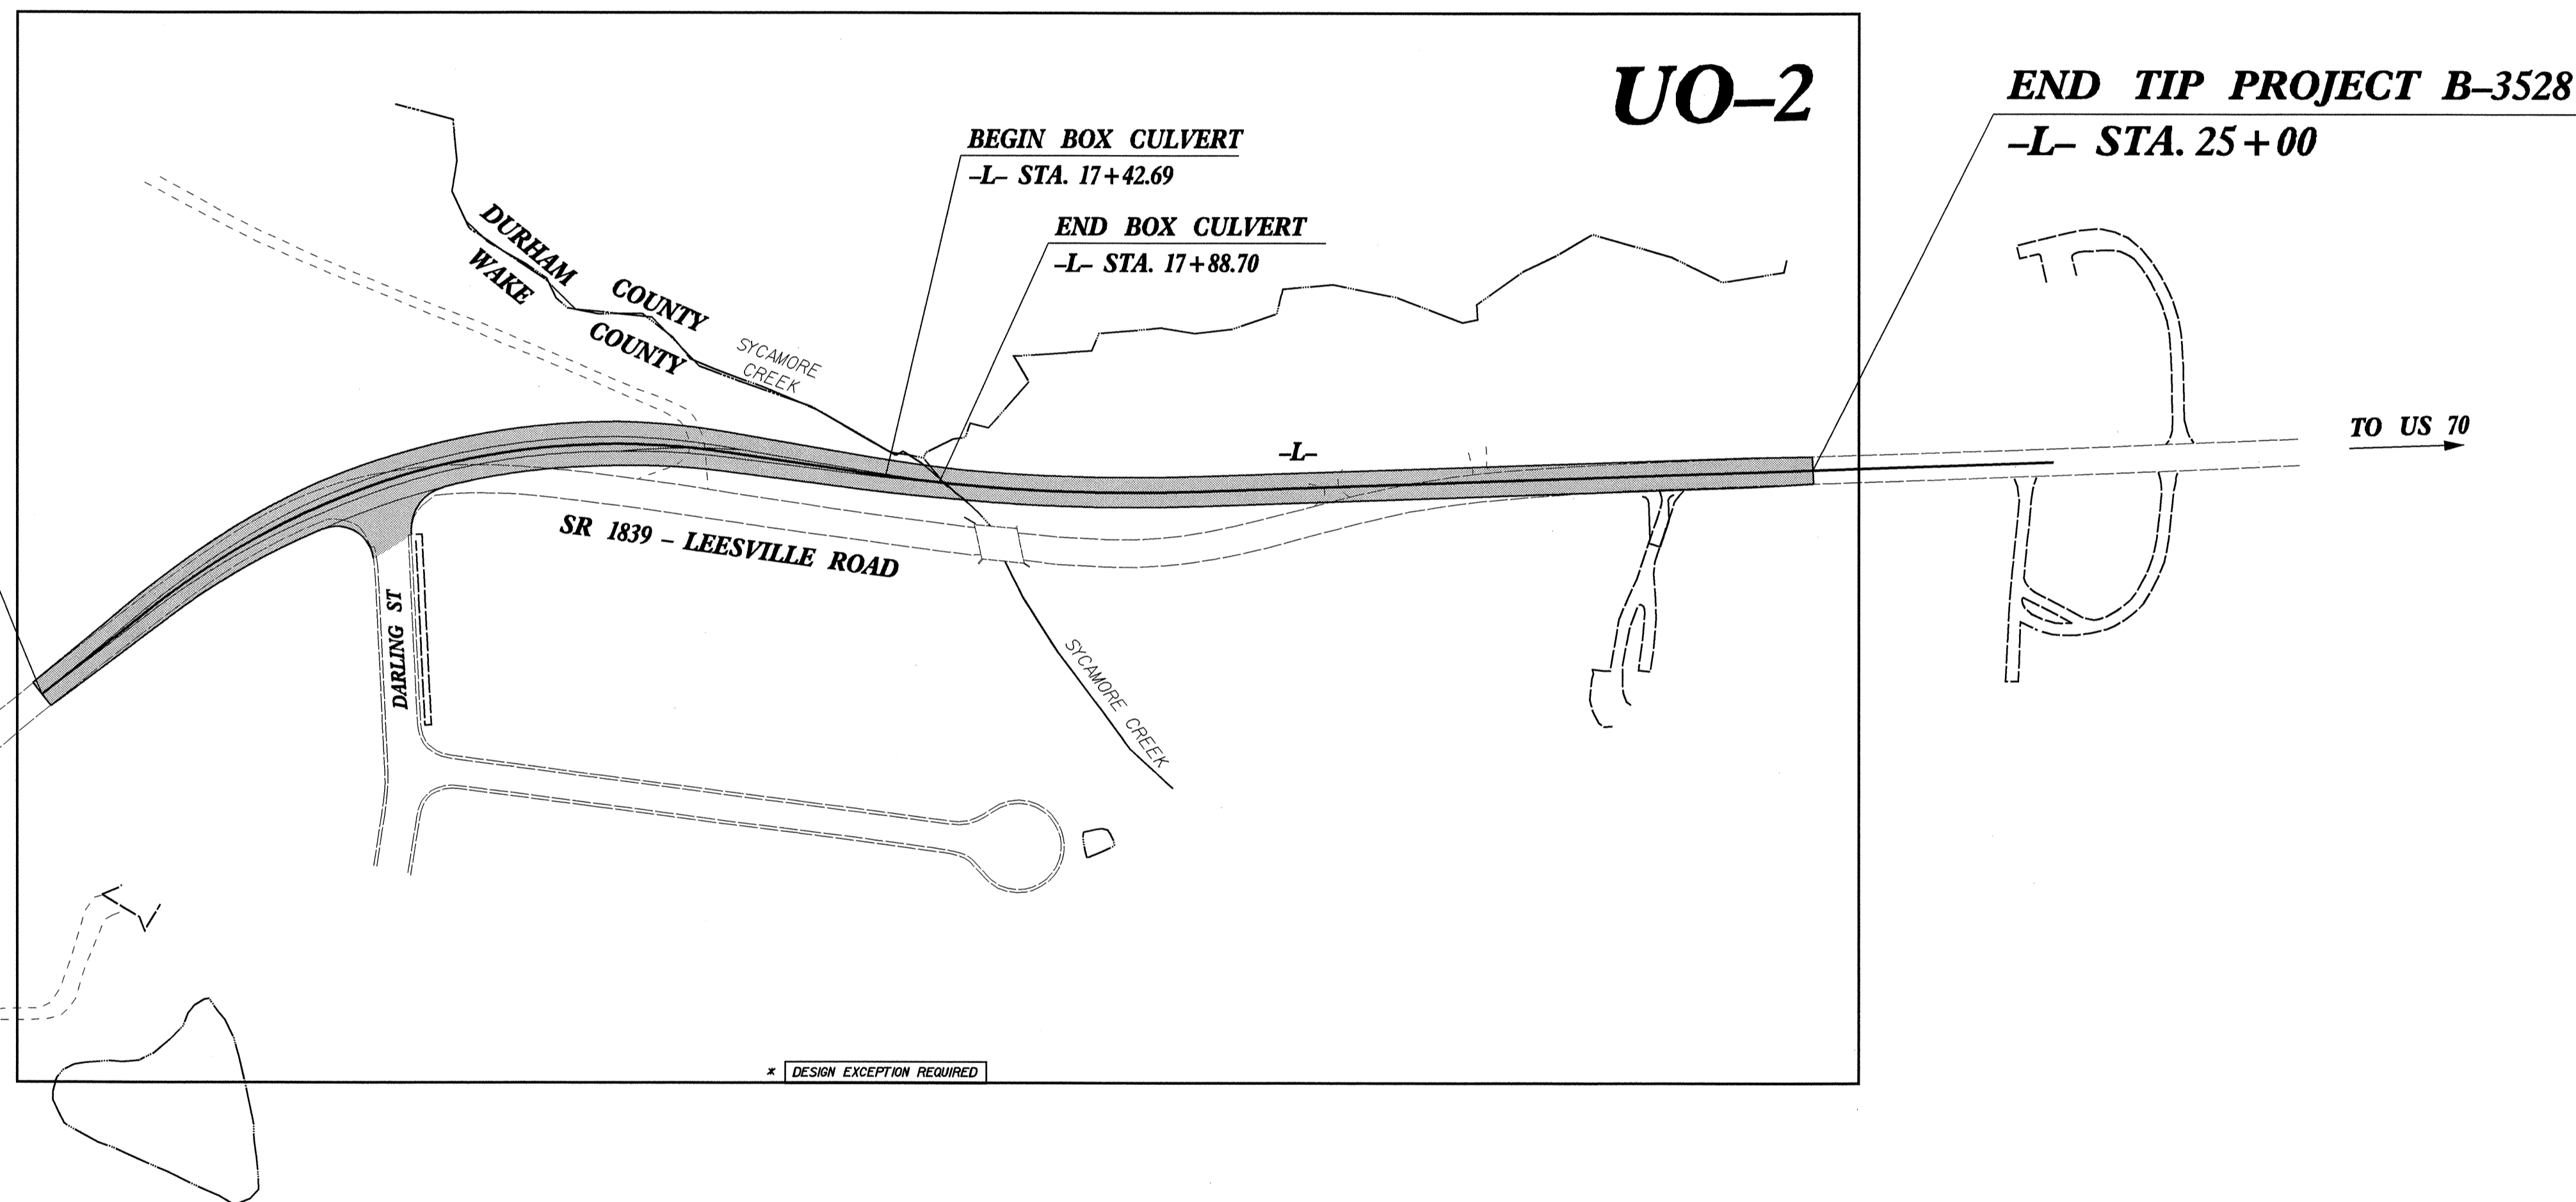 UO–2
END TIP PROJECT B–3528
–L– STA. 25+00
BEGIN BOX CULVERT
–L– STA. 17+42.69
END BOX CULVERT
–L– STA. 17+88.70
DURHAM COUNTY
WAKE COUNTY
SYCAMORE
CREEK
–L–
TO US 70
SR 1839 – LEESVILLE ROAD
DARLING ST
SYCAMORE CREEK
* DESIGN EXCEPTION REQUIRED